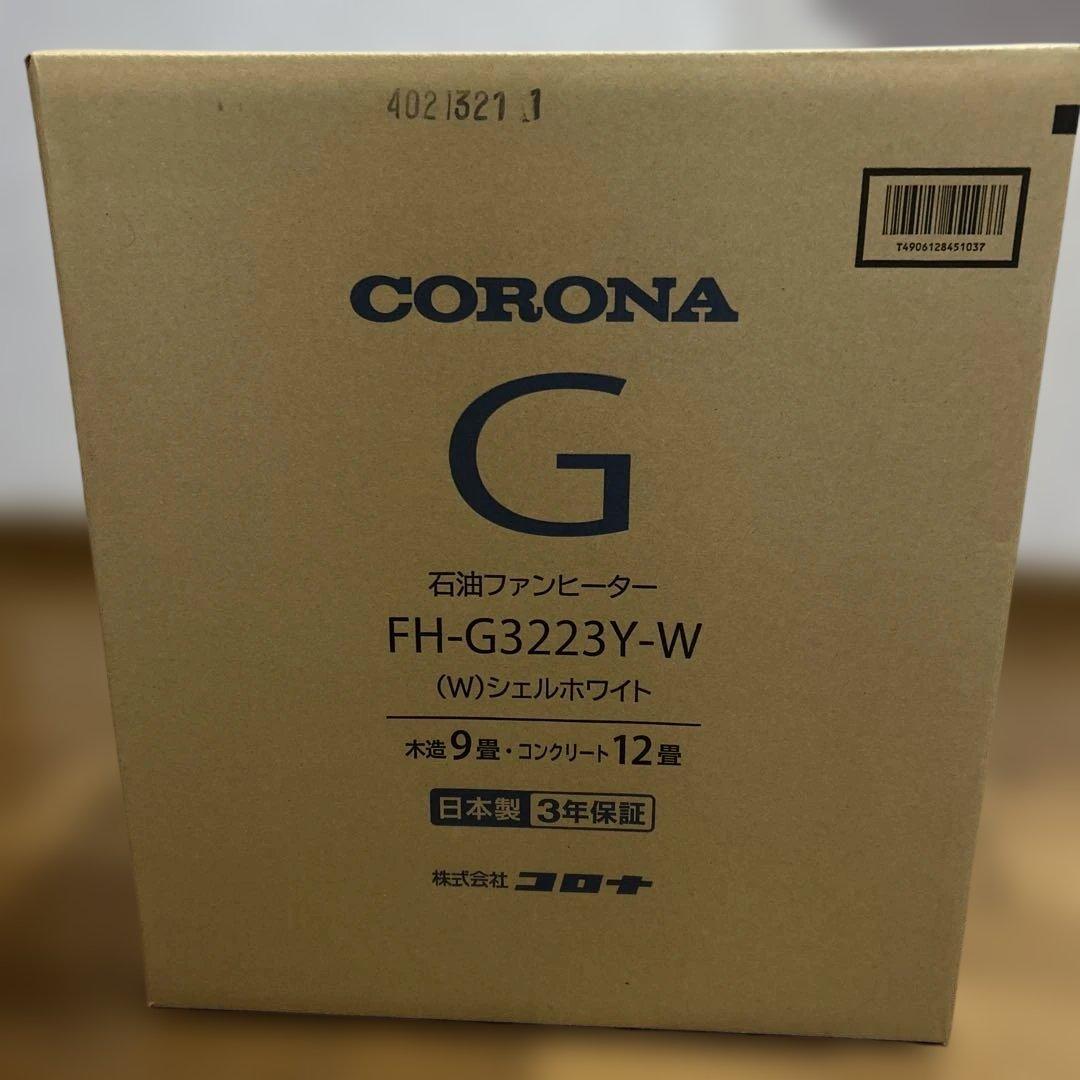 4021321 1
T4906128451037
CORONA
G
石油ファンヒーター
FH-G3223Y-W
(W)シェルホワイト
木造9畳・コンクリート12畳
日本製 3年保証
株式会社 コロナ